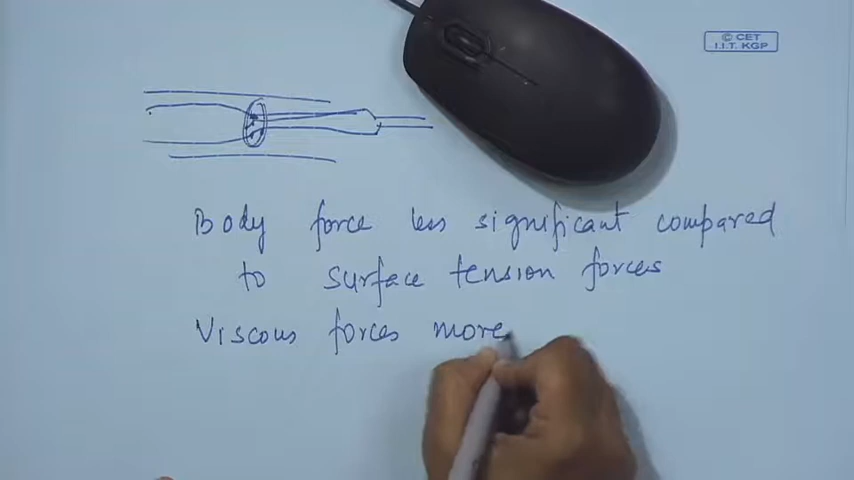 © CET
I.I.T. KGP
Body force less significant compared
to surface tension forces
Viscous forces more